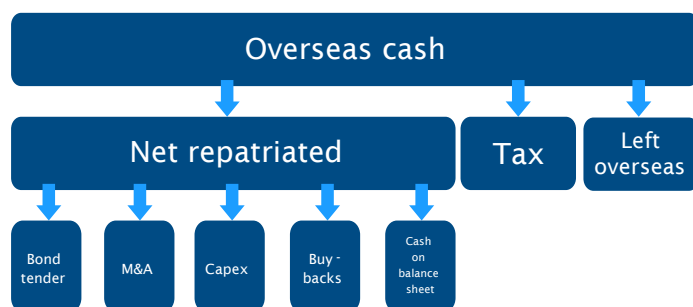 Overseas cash
Net repatriated
Tax
Left
overseas
Bond
tender
M&A
Capex
Buy -
backs
Cash
on
balance
sheet